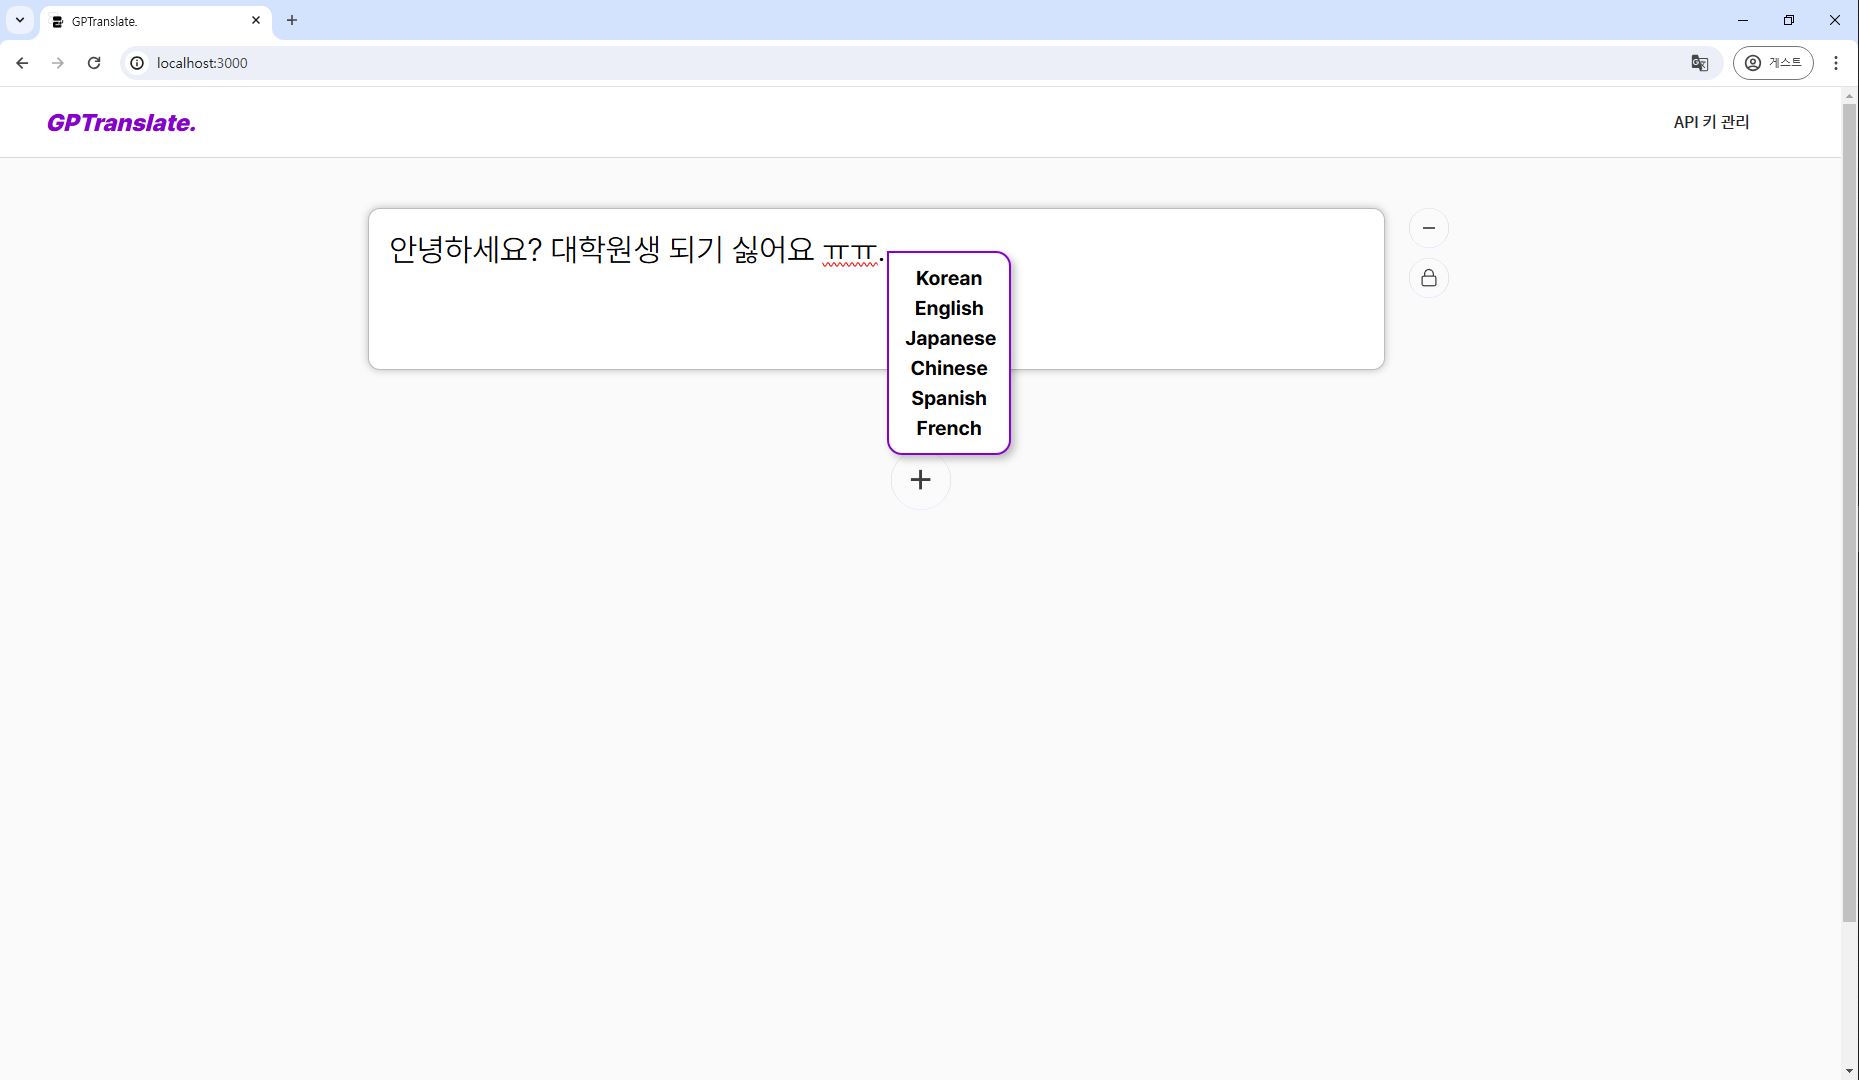 GPTranslate.
localhost:3000
게스트
GPTranslate.
API 키 관리
안녕하세요? 대학원생 되기 싫어요 ㅠㅠ.
Korean
English
Japanese
Chinese
Spanish
French